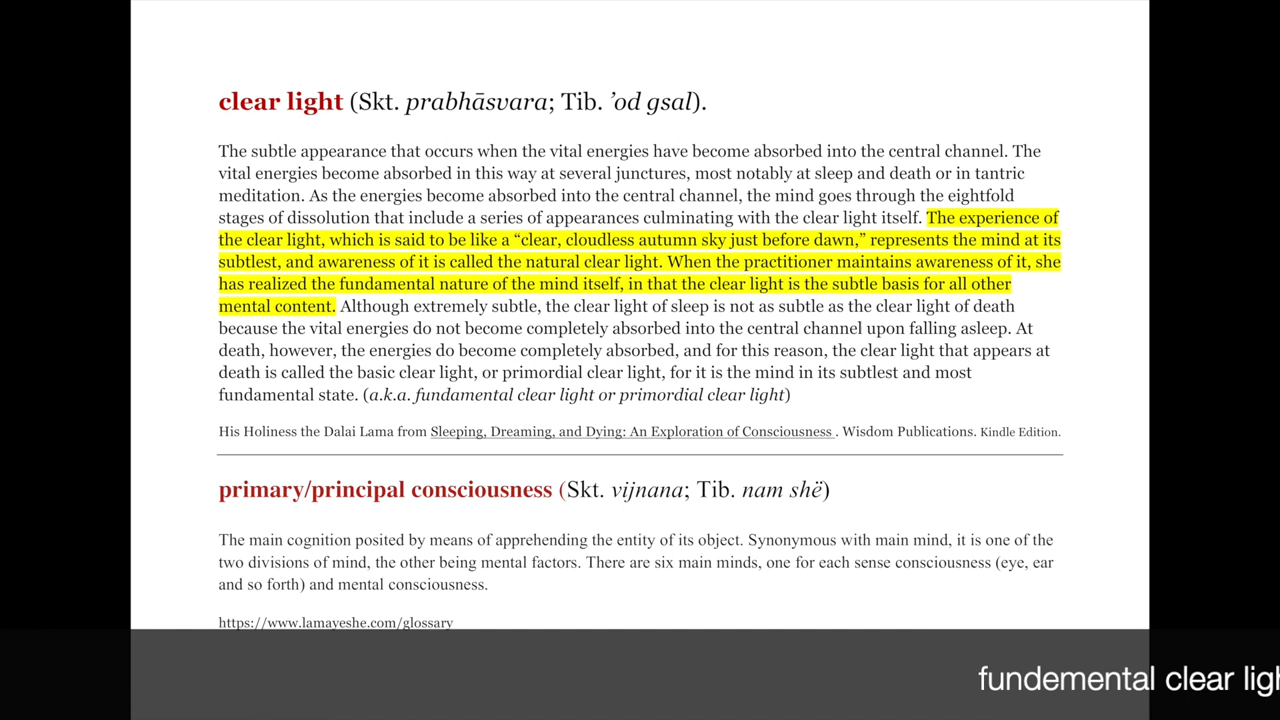 clear light (Skt. prabhāsvara; Tib. ’od gsal).
The subtle appearance that occurs when the vital energies have become absorbed into the central channel. The
vital energies become absorbed in this way at several junctures, most notably at sleep and death or in tantric
meditation. As the energies become absorbed into the central channel, the mind goes through the eightfold
stages of dissolution that include a series of appearances culminating with the clear light itself. The experience of
the clear light, which is said to be like a “clear, cloudless autumn sky just before dawn,” represents the mind at its
subtlest, and awareness of it is called the natural clear light. When the practitioner maintains awareness of it, she
has realized the fundamental nature of the mind itself, in that the clear light is the subtle basis for all other
mental content. Although extremely subtle, the clear light of sleep is not as subtle as the clear light of death
because the vital energies do not become completely absorbed into the central channel upon falling asleep. At
death, however, the energies do become completely absorbed, and for this reason, the clear light that appears at
death is called the basic clear light, or primordial clear light, for it is the mind in its subtlest and most
fundamental state. (a.k.a. fundamental clear light or primordial clear light)
His Holiness the Dalai Lama from Sleeping, Dreaming, and Dying: An Exploration of Consciousness . Wisdom Publications. Kindle Edition.
primary/principal consciousness (Skt. vijnana; Tib. nam shë)
The main cognition posited by means of apprehending the entity of its object. Synonymous with main mind, it is one of the
two divisions of mind, the other being mental factors. There are six main minds, one for each sense consciousness (eye, ear
and so forth) and mental consciousness.
https://www.lamayeshe.com/glossary
fundemental clear ligh